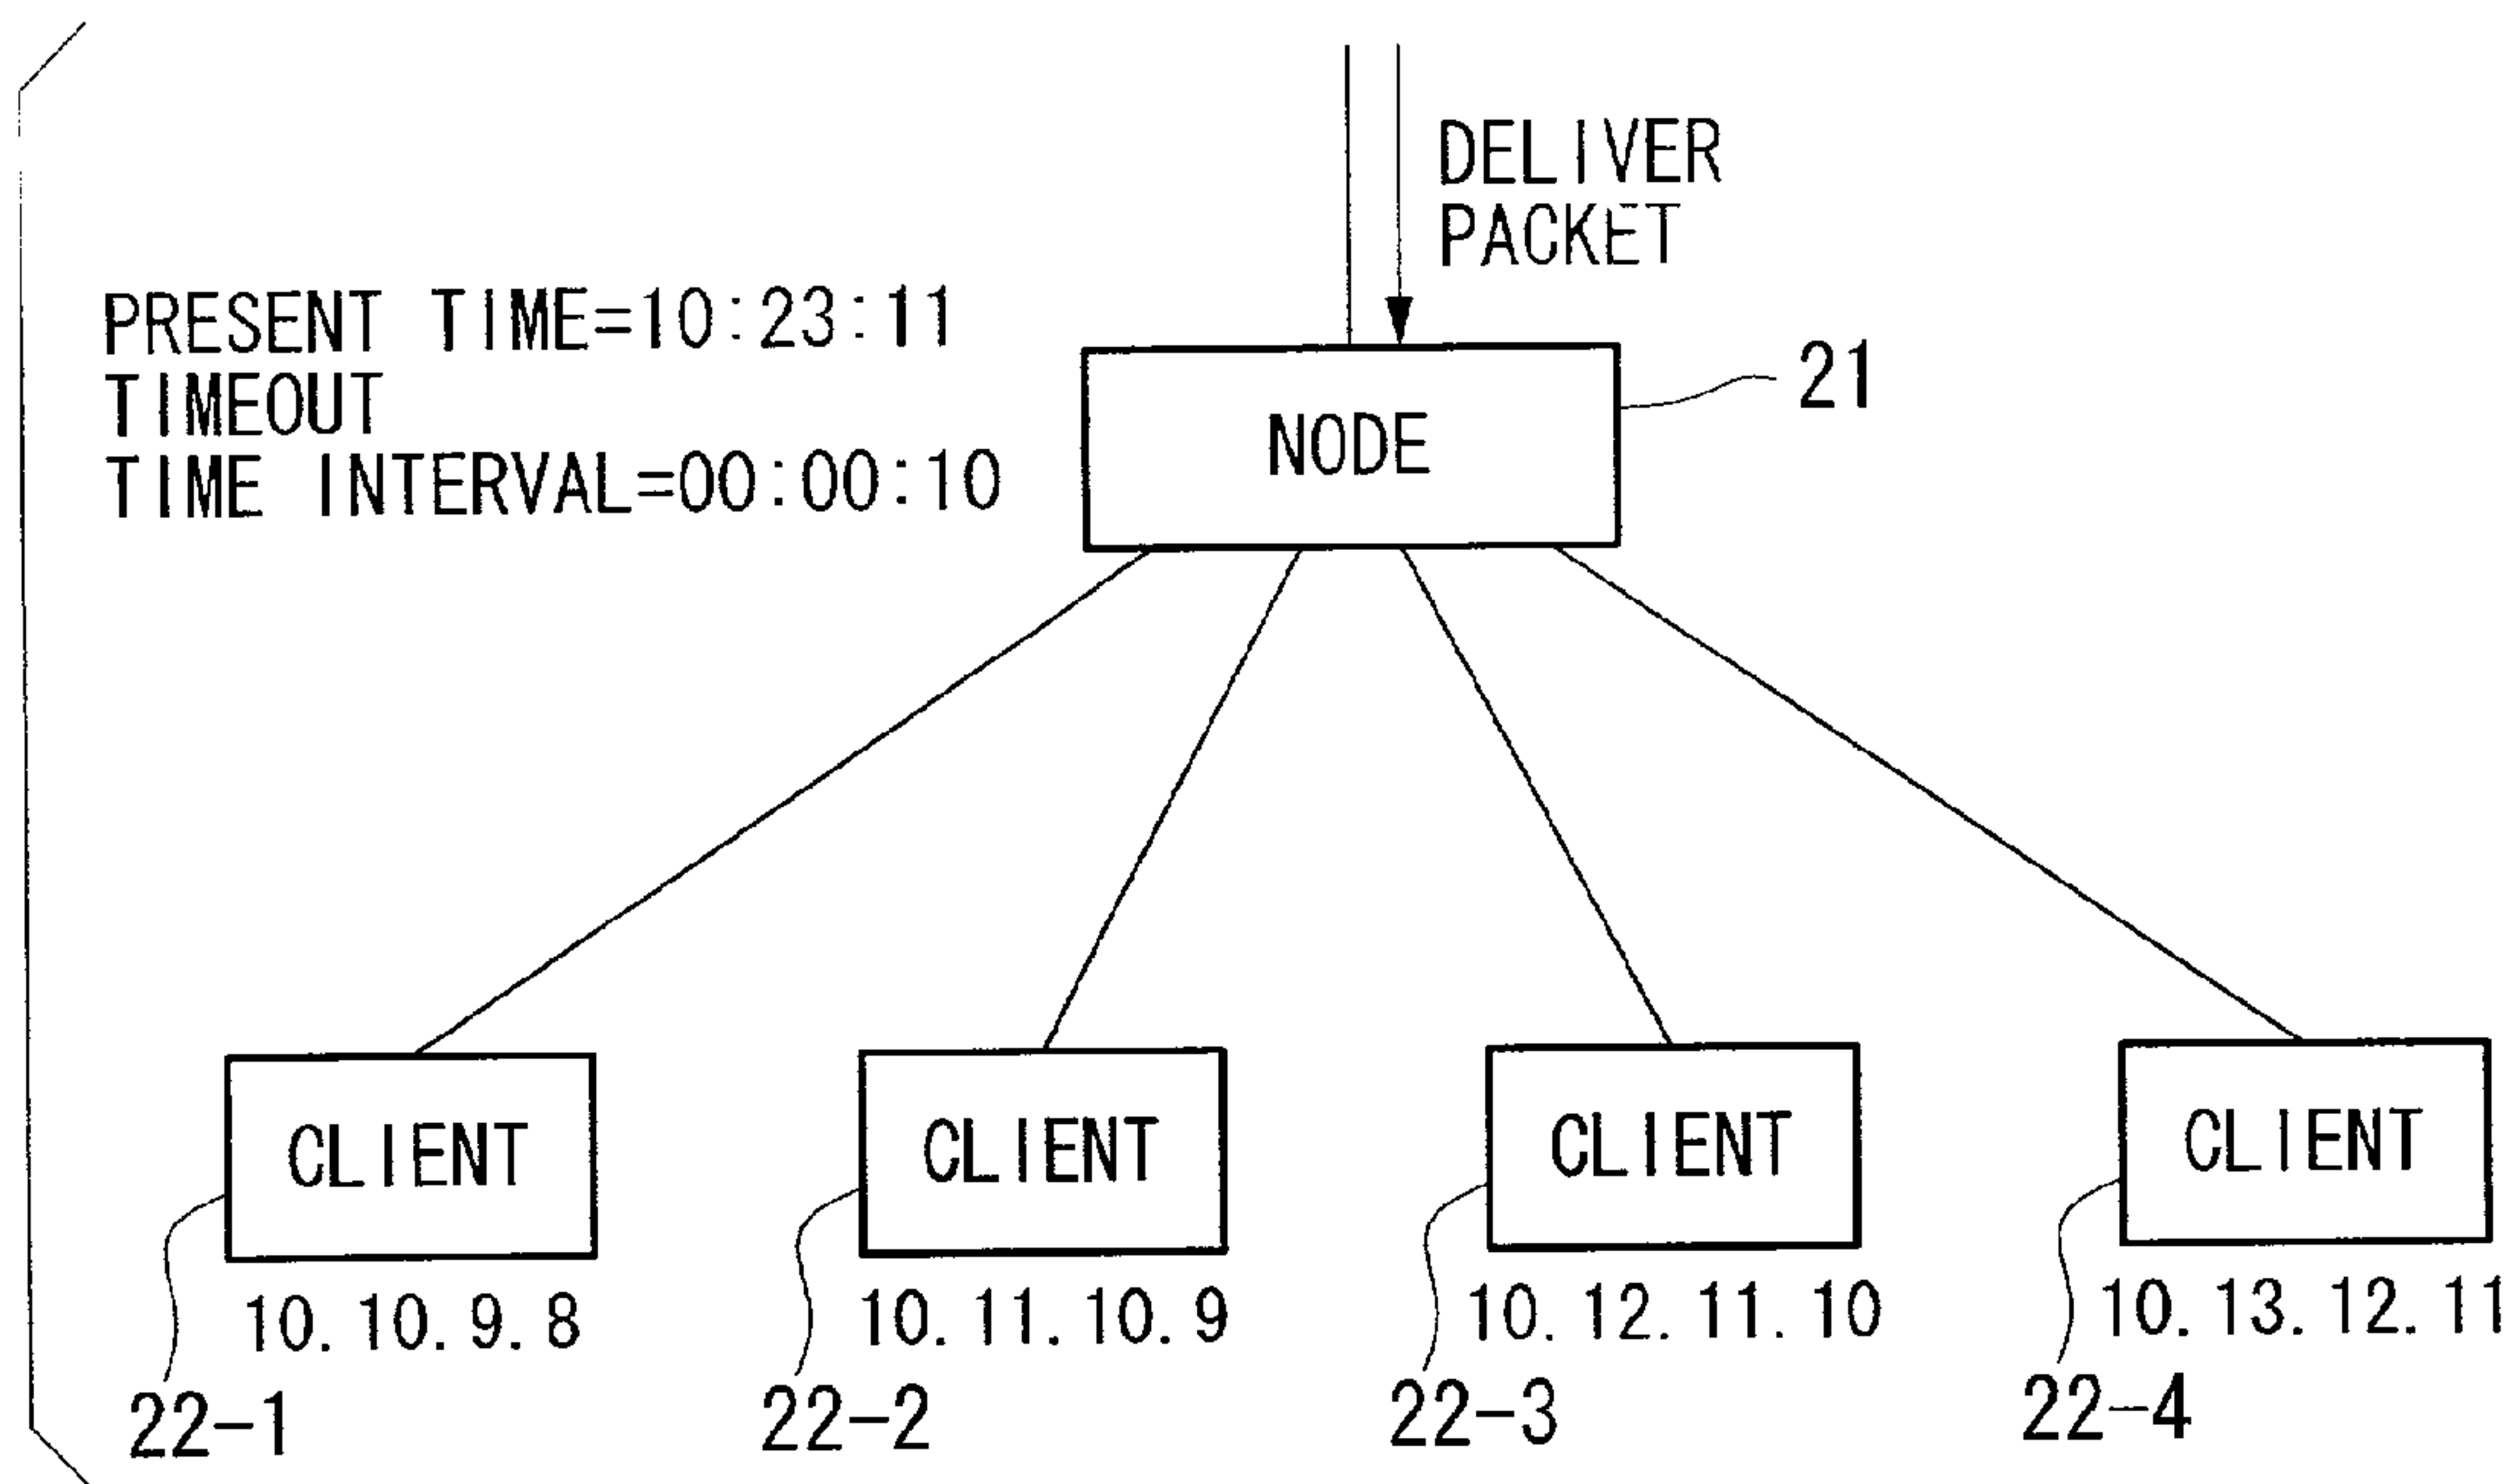 DELIVER
PACKET
PRESENT TIME=10:23:11
TIMEOUT
TIME INTERVAL=00:00:10
NODE
21
CLIENT
CLIENT
CLIENT
CLIENT
10.10.9.8
10.11.10.9
10.12.11.10
10.13.12.11
22-1
22-2
22-3
22-4